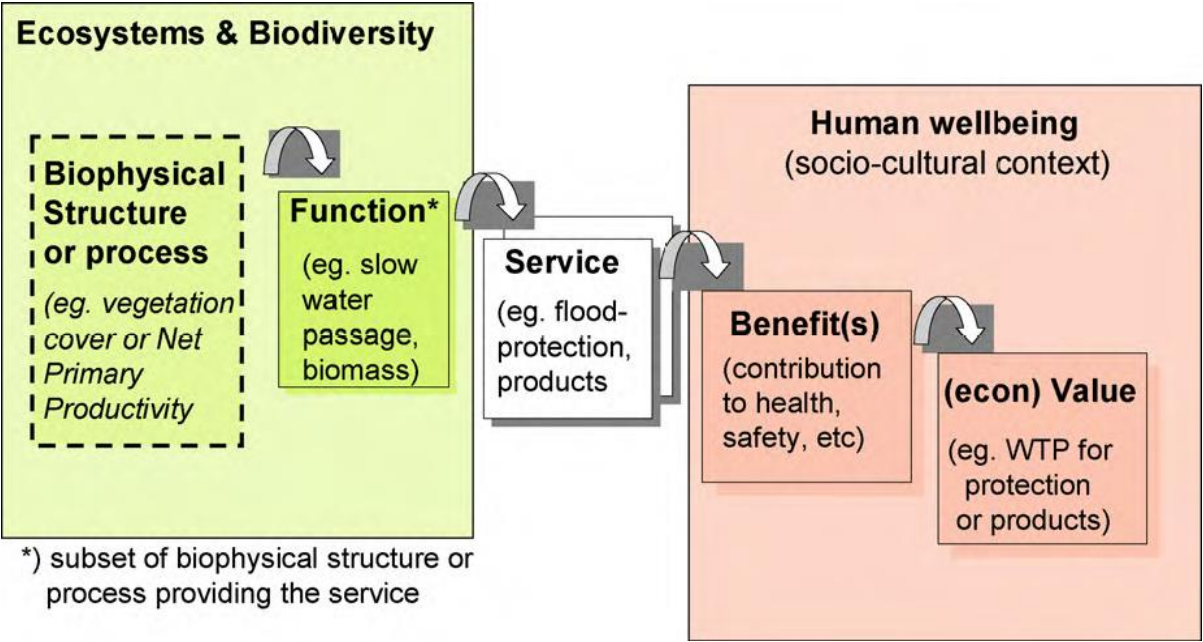 Ecosystems & Biodiversity
Biophysical
Structure
or process
(eg. vegetation
cover or Net
Primary
Productivity
Function*
(eg. slow
water
passage,
biomass)
Service
(eg. flood-
protection,
products
Human wellbeing
(socio-cultural context)
Benefit(s)
(contribution
to health,
safety, etc)
(econ) Value
(eg. WTP for
protection
or products)
*) subset of biophysical structure or
process providing the service